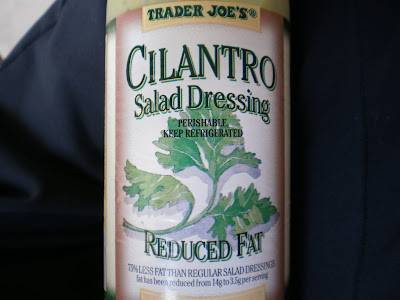 TRADER JOE'S®
CILANTRO
Salad Dressing
PERISHABLE
KEEP REFRIGERATED
REDUCED FAT
75% LESS FAT THAN REGULAR SALAD DRESSINGS
fat has been reduced from 14g to 3.5g per serving